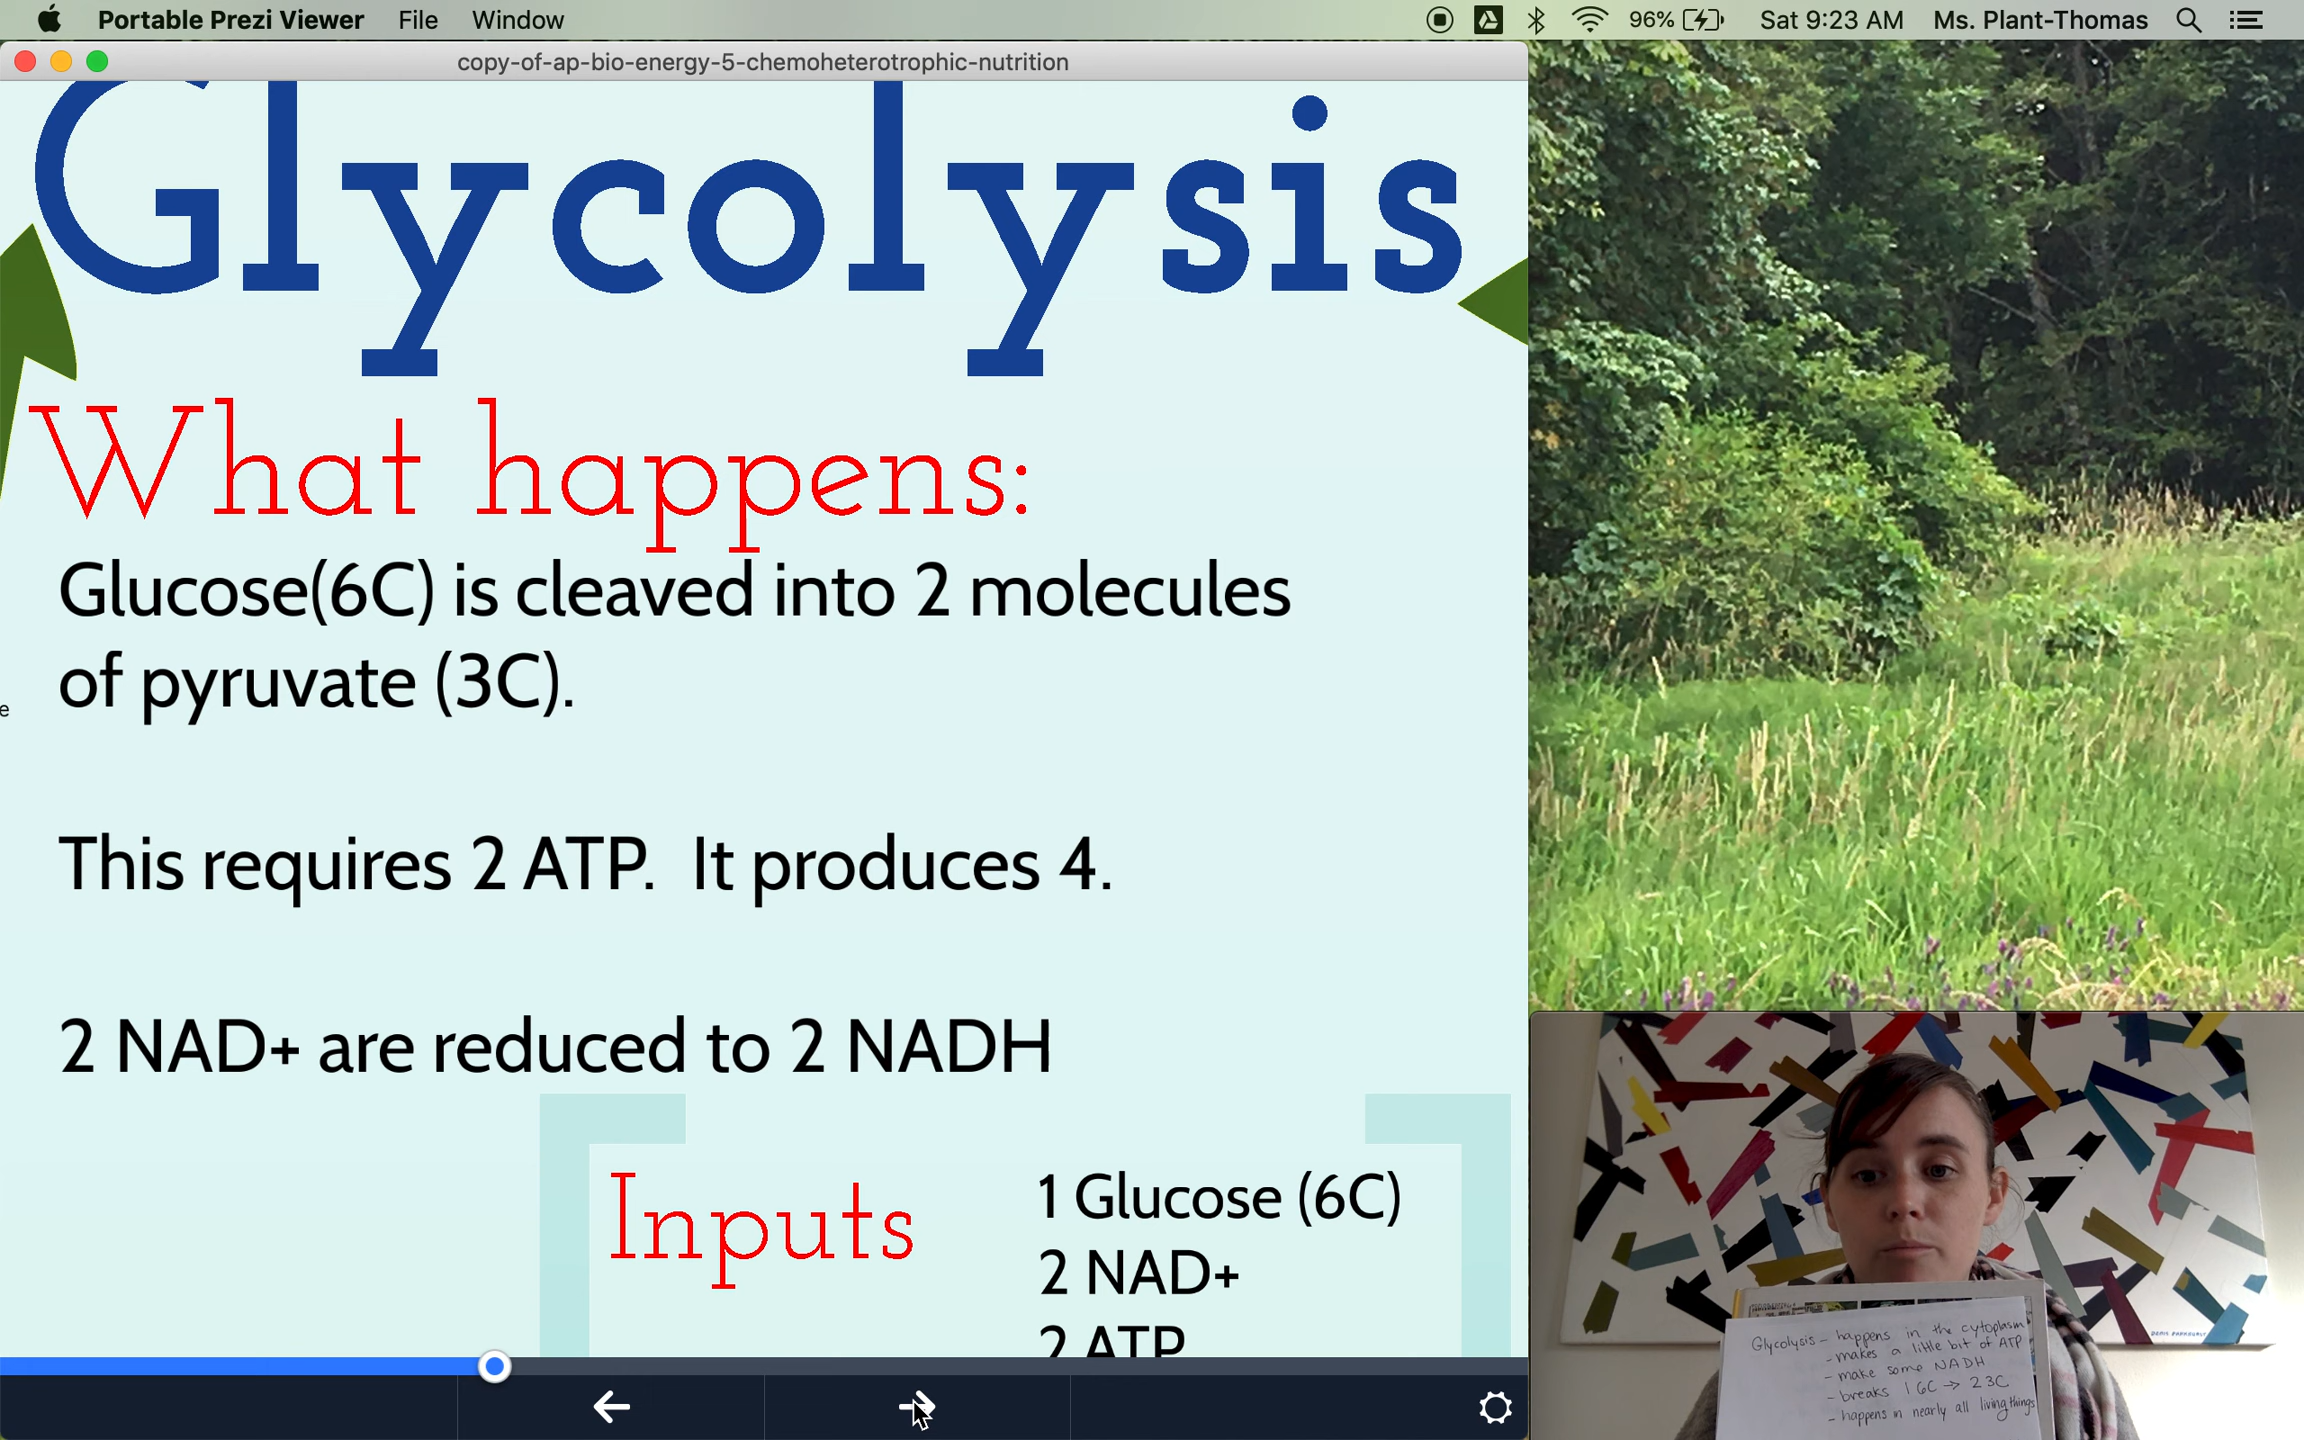 Portable Prezi Viewer File Window 96% Sat 9:23 AM Ms. Plant-Thomas
copy-of-ap-bio-energy-5-chemoheterotrophic-nutrition
Glycolysis
What happens:
Glucose(6C) is cleaved into 2 molecules
of pyruvate (3C).
e
This requires 2 ATP. It produces 4.
2 NAD+ are reduced to 2 NADH
Inputs
1 Glucose (6C)
2 NAD+
2 ATP
Glycolysis - happens in the cytoplasm
- makes a little bit of ATP
- make some NADH
- breaks 1 6C → 2 3C
- happens in nearly all living things